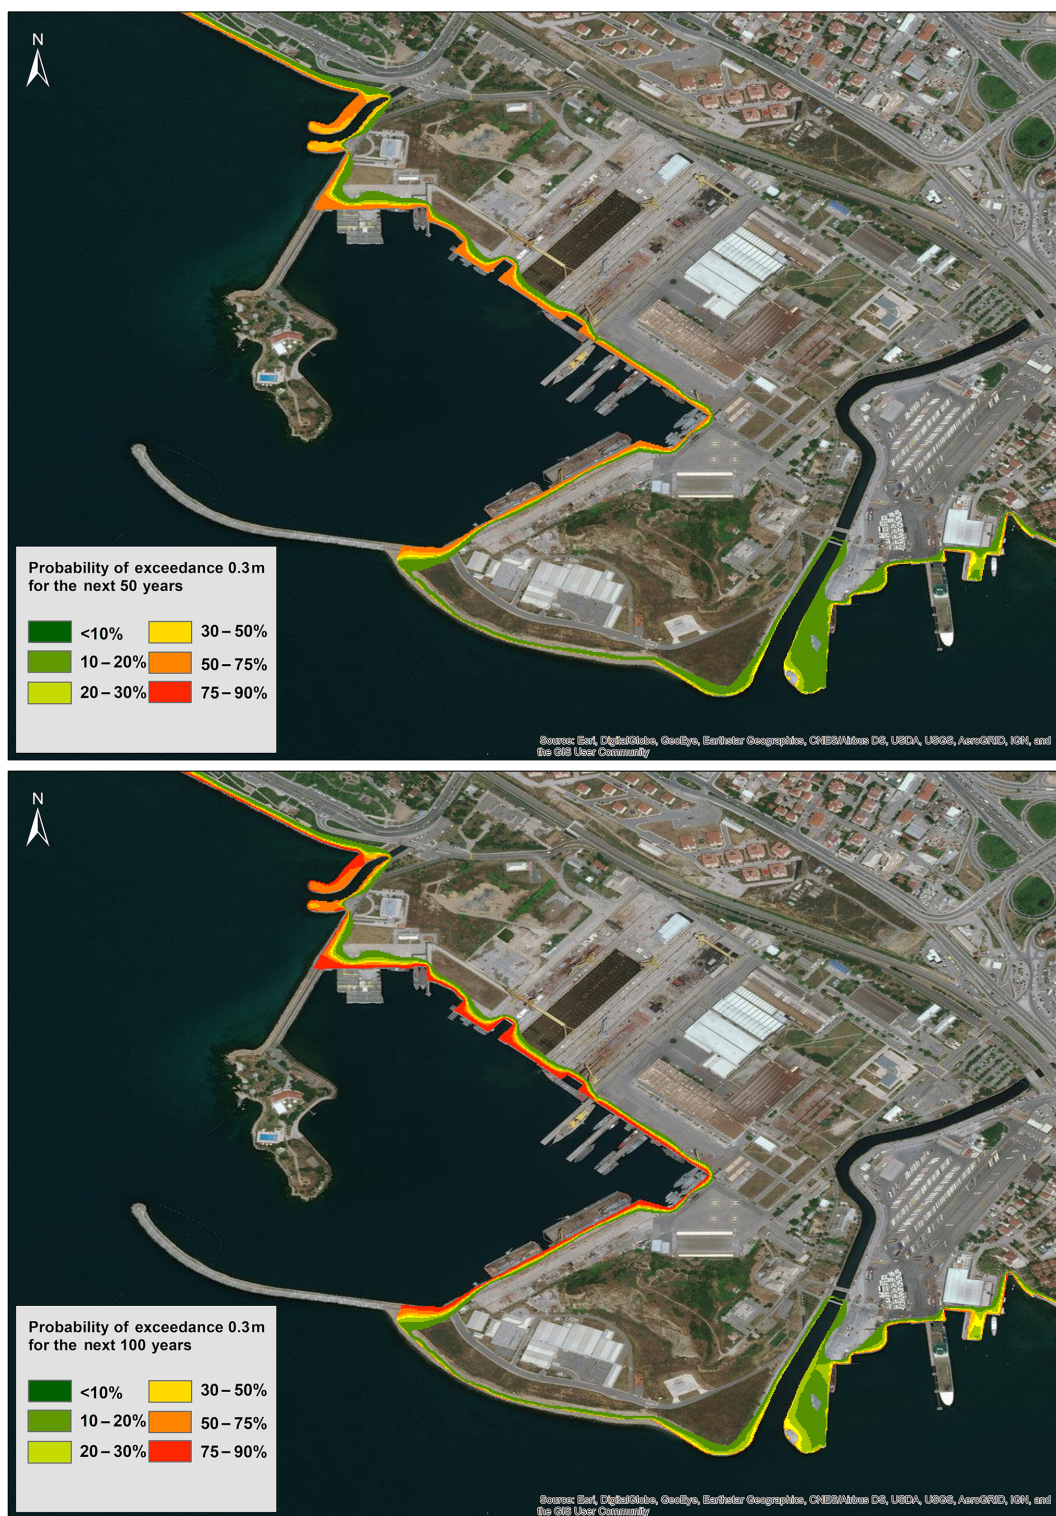 N
Probability of exceedance 0.3m
for the next 50 years
<10%
30–50%
10–20%
50–75%
20–30%
75–90%
Source: Esri, DigitalGlobe, GeoEye, Earthstar Geographics, CNES/Airbus DS, USDA, USGS, AeroGRID, IGN, and
the GIS User Community
N
Probability of exceedance 0.3m
for the next 100 years
<10%
30–50%
10–20%
50–75%
20–30%
75–90%
Source: Esri, DigitalGlobe, GeoEye, Earthstar Geographics, CNES/Airbus DS, USDA, USGS, AeroGRID, IGN, and
the GIS User Community